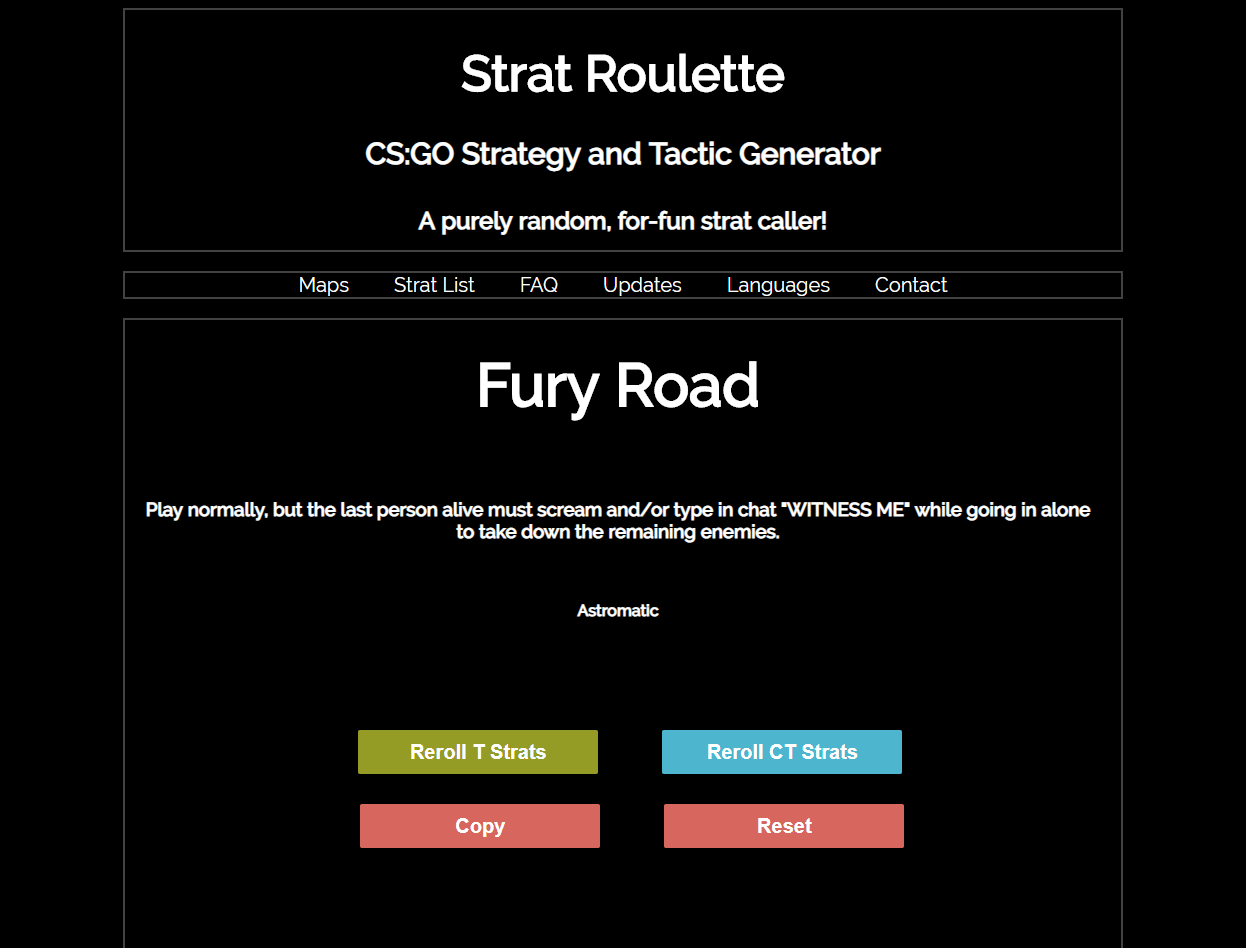 Strat Roulette
CS:GO Strategy and Tactic Generator
A purely random, for-fun strat caller!
Maps Strat List FAQ Updates Languages Contact
Fury Road
Play normally, but the last person alive must scream and/or type in chat "WITNESS ME" while going in alone
to take down the remaining enemies.
Astromatic
Reroll T Strats Reroll CT Strats
Copy Reset